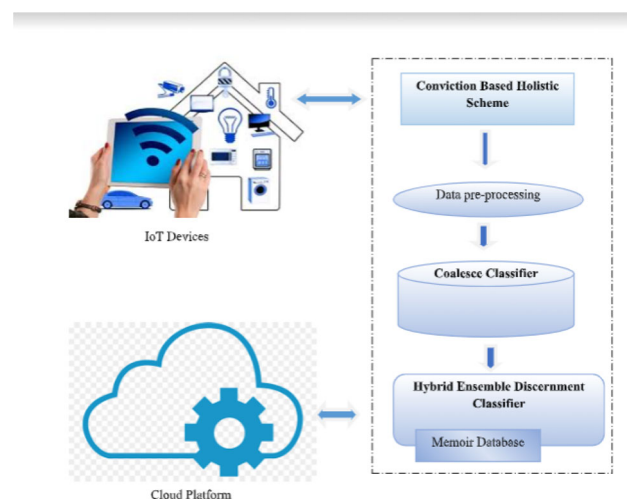 Conviction Based Holistic
Scheme
Data pre-processing
IoT Devices
Coalesce Classifier
Hybrid Ensemble Discernment
Classifier
Memoir Database
Cloud Platform